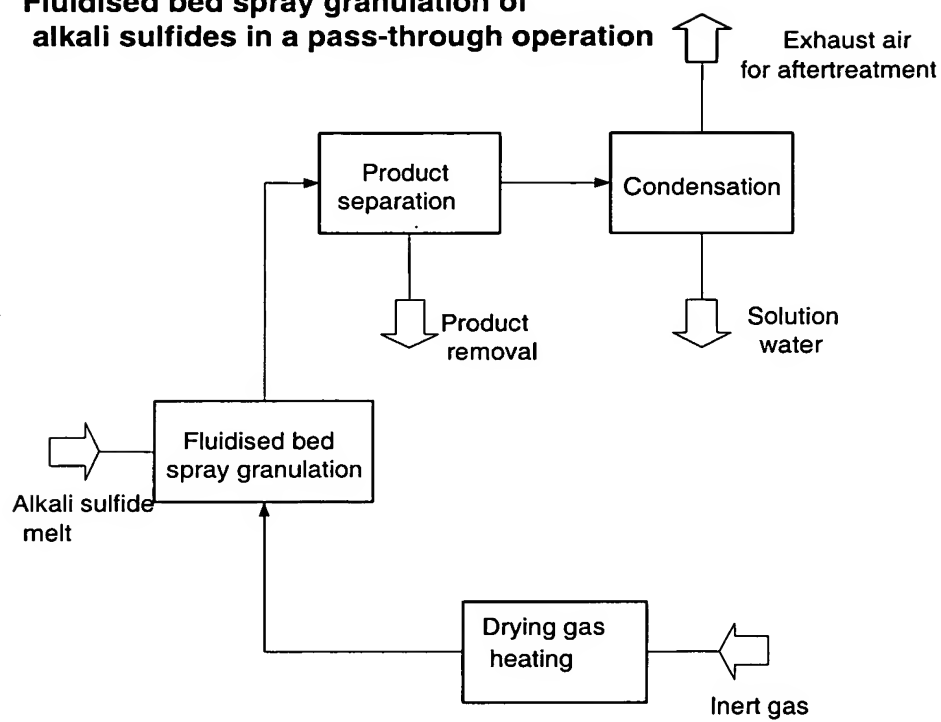 Fluidised bed spray granulation of
alkali sulfides in a pass-through operation
Exhaust air
for aftertreatment
Product
separation
Condensation
Product
removal
Solution
water
Fluidised bed
spray granulation
Alkali sulfide
melt
Drying gas
heating
Inert gas